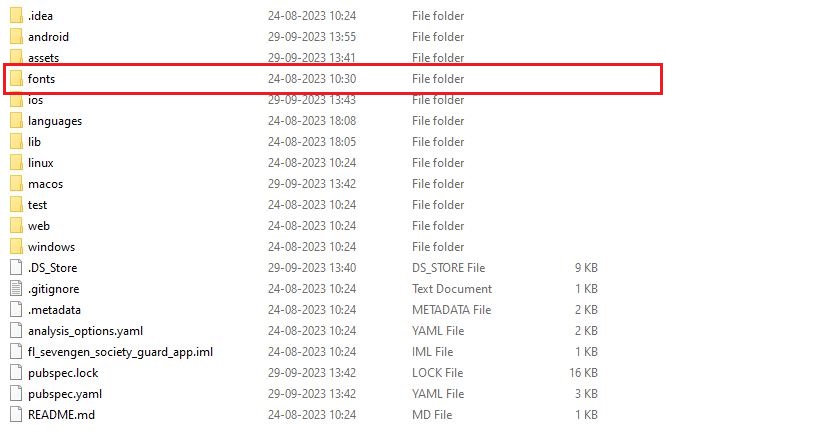 .idea 24-08-2023 10:24 File folder
android 29-09-2023 13:55 File folder
assets 29-09-2023 13:41 File folder
fonts 24-08-2023 10:30 File folder
ios 29-09-2023 13:43 File folder
languages 24-08-2023 18:08 File folder
lib 24-08-2023 18:05 File folder
linux 24-08-2023 10:24 File folder
macos 29-09-2023 13:42 File folder
test 24-08-2023 10:24 File folder
web 24-08-2023 10:24 File folder
windows 24-08-2023 10:24 File folder
.DS_Store 29-09-2023 13:40 DS_STORE File 9 KB
.gitignore 24-08-2023 10:24 Text Document 1 KB
.metadata 24-08-2023 10:24 METADATA File 2 KB
analysis_options.yaml 24-08-2023 10:24 YAML File 2 KB
fl_sevengen_society_guard_app.iml 24-08-2023 10:24 IML File 1 KB
pubspec.lock 29-09-2023 13:42 LOCK File 16 KB
pubspec.yaml 29-09-2023 13:42 YAML File 3 KB
README.md 24-08-2023 10:24 MD File 1 KB